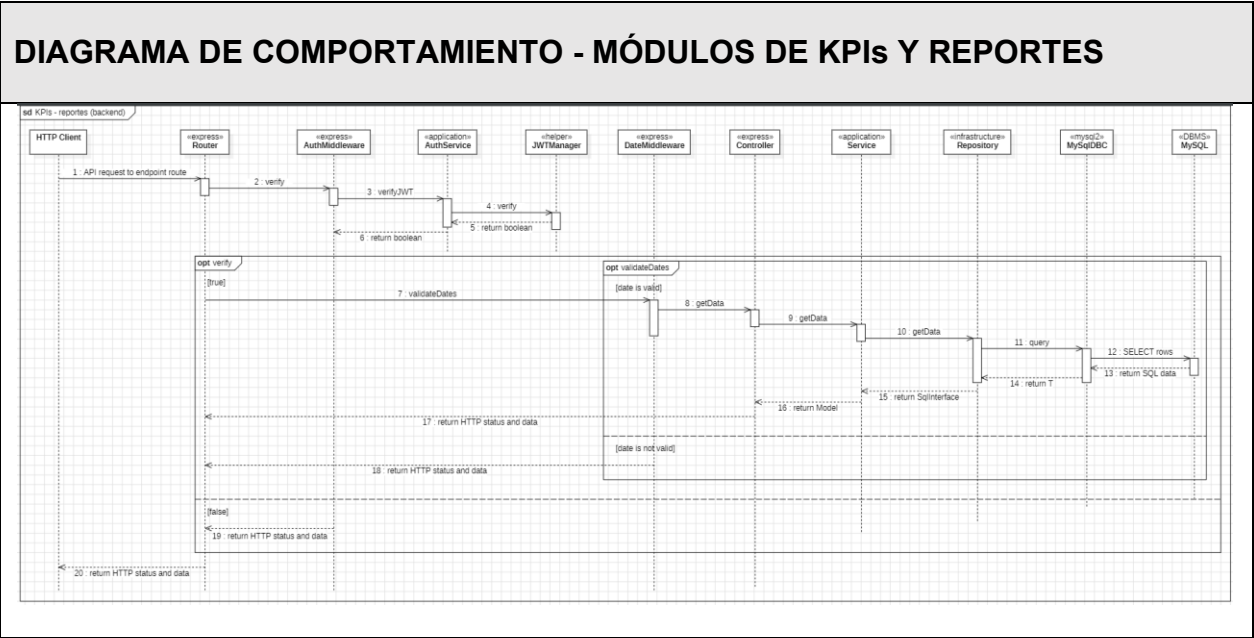 DIAGRAMA DE COMPORTAMIENTO - MÓDULOS DE KPIs Y REPORTES
sd KPIs - reportes (backend)
HTTP Client
«express»
Router
«express»
AuthMiddleware
«application»
AuthService
«helper»
JWTManager
«express»
DateMiddleware
«express»
Controller
«application»
Service
«infrastructure»
Repository
«mysql2»
MySqlDBC
«DBMS»
MySQL
1 : API request to endpoint route
2 : verify
3 : verifyJWT
4 : verify
5 : return boolean
6 : return boolean
opt verify
[true]
opt validateDates
[date is valid]
7 : validateDates
8 : getData
9 : getData
10 : getData
11 : query
12 : SELECT rows
13 : return SQL data
14 : return T
15 : return SqlInterface
16 : return Model
17 : return HTTP status and data
[date is not valid]
18 : return HTTP status and data
[false]
19 : return HTTP status and data
20 : return HTTP status and data